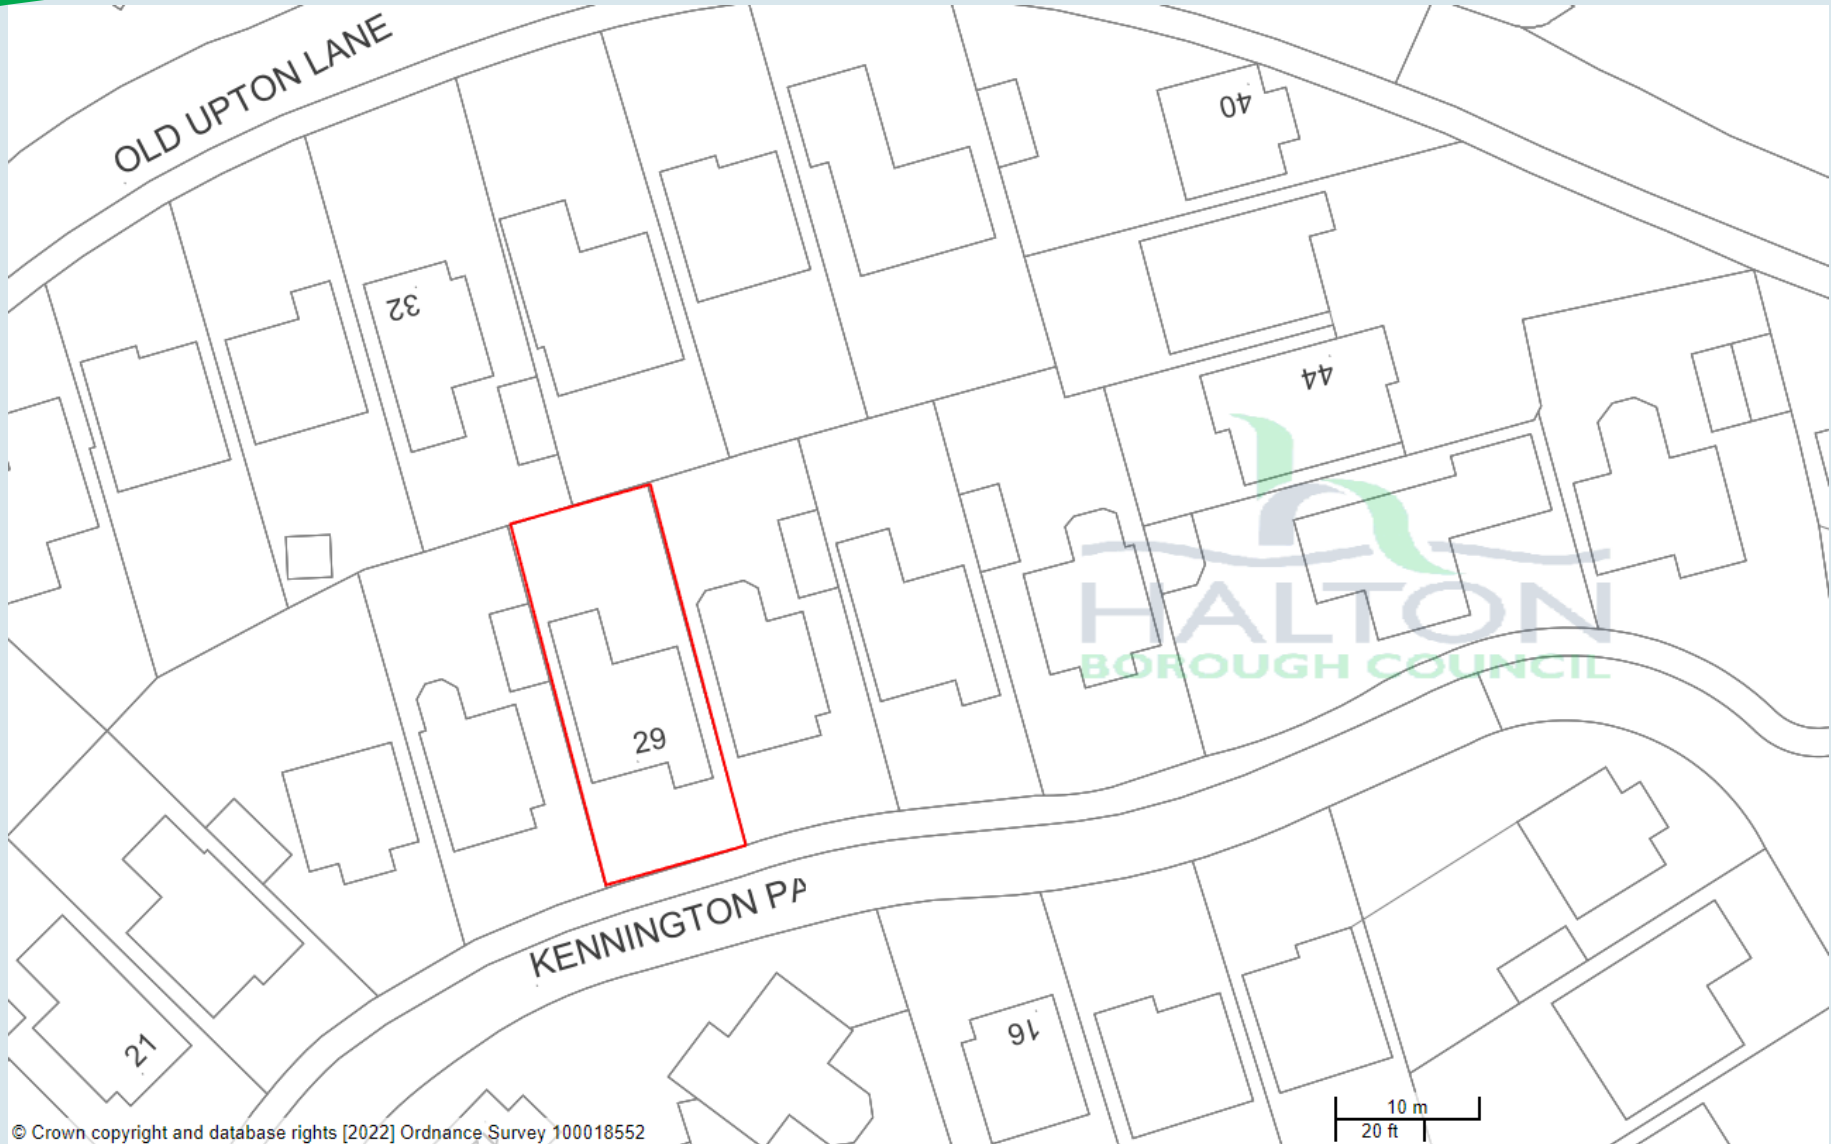 OLD UPTON LANE
40
32
44
HALTON
BOROUGH COUNCIL
29
KENNINGTON PA
16
21
10 m
20 ft
© Crown copyright and database rights [2022] Ordnance Survey 100018552